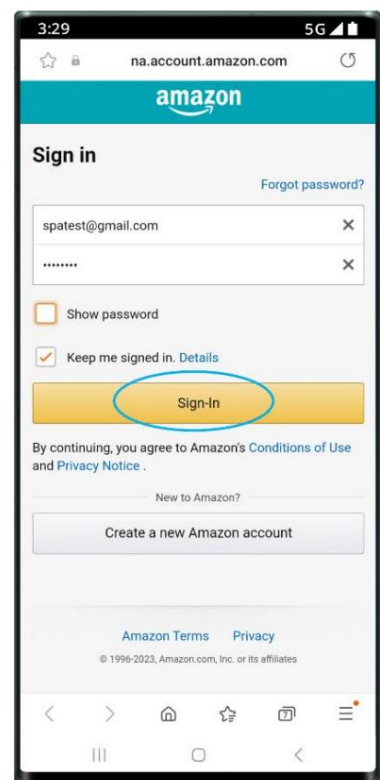 3:29 5G
na.account.amazon.com
amazon
Sign in
Forgot password?
spatest@gmail.com
••••••••
Show password
Keep me signed in. Details
Sign-In
By continuing, you agree to Amazon's Conditions of Use
and Privacy Notice .
New to Amazon?
Create a new Amazon account
Amazon Terms Privacy
© 1996-2023, Amazon.com, Inc. or its affiliates
7